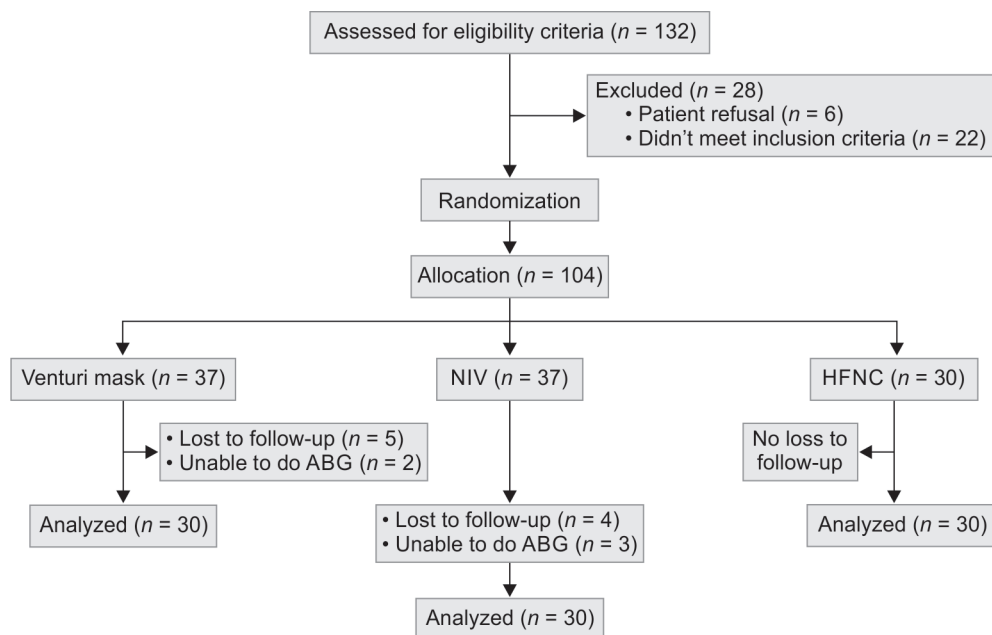 Assessed for eligibility criteria (n = 132)
Excluded (n = 28)
• Patient refusal (n = 6)
• Didn’t meet inclusion criteria (n = 22)
Randomization
Allocation (n = 104)
Venturi mask (n = 37)
NIV (n = 37)
HFNC (n = 30)
• Lost to follow-up (n = 5)
• Unable to do ABG (n = 2)
No loss to
follow-up
Analyzed (n = 30)
• Lost to follow-up (n = 4)
• Unable to do ABG (n = 3)
Analyzed (n = 30)
Analyzed (n = 30)